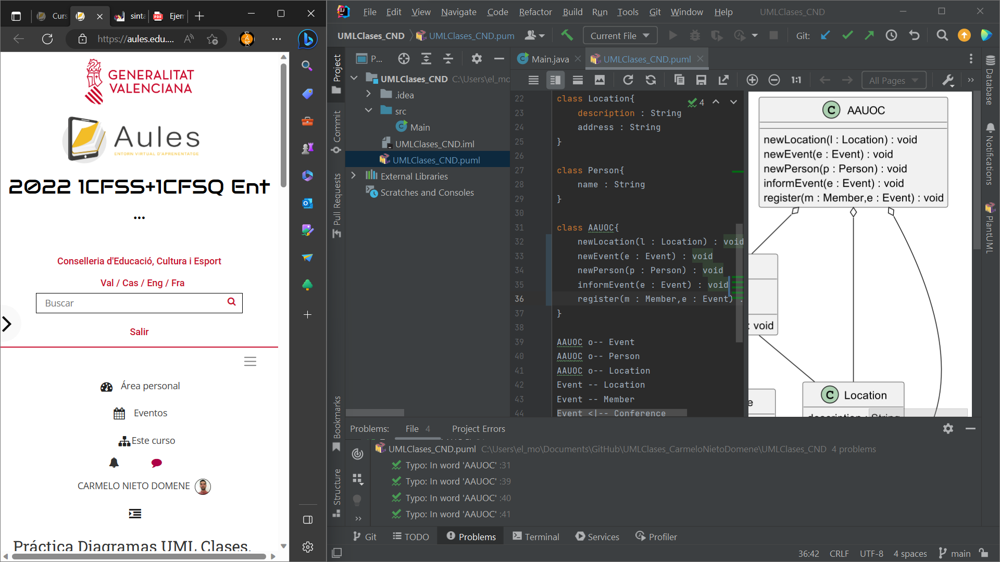 Curs
sinta
Ejem
https://aules.edu....
GENERALITAT
VALENCIANA
Aules
ENTORN VIRTUAL D'APRENENTATGE
2022 1CFSS+1CFSQ Ent
...
Conselleria d'Educació, Cultura i Esport
Val / Cas / Eng / Fra
Buscar
Salir
Área personal
Eventos
Este curso
CARMELO NIETO DOMENE
Práctica Diagramas UML Clases.
File Edit View Navigate Code Refactor Build Run Tools Git Window Help UMLClases_CND
UMLClases_CND UMLClases_CND.pum Current File Git:
Project
Commit
Pull Requests
Bookmarks
Structure
P...
UMLClases_CND C:\Users\el_mo
.idea
src
Main
UMLClases_CND.iml
UMLClases_CND.puml
External Libraries
Scratches and Consoles
Main.java UMLClases_CND.puml
1:1 All Pages
4
22 class Location{
23 description : String
24 address : String
25 }
26
27 class Person{
28 name : String
29 }
30
31 class AAUOC{
32 newLocation(l : Location) : void
33 newEvent(e : Event) : void
34 newPerson(p : Person) : void
35 informEvent(e : Event) : void
36 register(m : Member,e : Event) :
37 }
38
39 AAUOC o-- Event
40 AAUOC o-- Person
41 AAUOC o-- Location
42 Event -- Location
43 Event -- Member
44 Event <|-- Conference
C AAUOC
newLocation(l : Location) : void
newEvent(e : Event) : void
newPerson(p : Person) : void
informEvent(e : Event) : void
register(m : Member,e : Event) : void
: void
e
C Location
description : String
Database
Notifications
PlantUML
Problems: File 4 Project Errors
UMLClases_CND.puml C:\Users\el_mo\Documents\GitHub\UMLClases_CarmeloNietoDomene\UMLClases_CND 4 problems
Typo: In word 'AAUOC' :31
Typo: In word 'AAUOC' :39
Typo: In word 'AAUOC' :40
Typo: In word 'AAUOC' :41
Git TODO Problems Terminal Services Profiler
36:42 CRLF UTF-8 4 spaces main